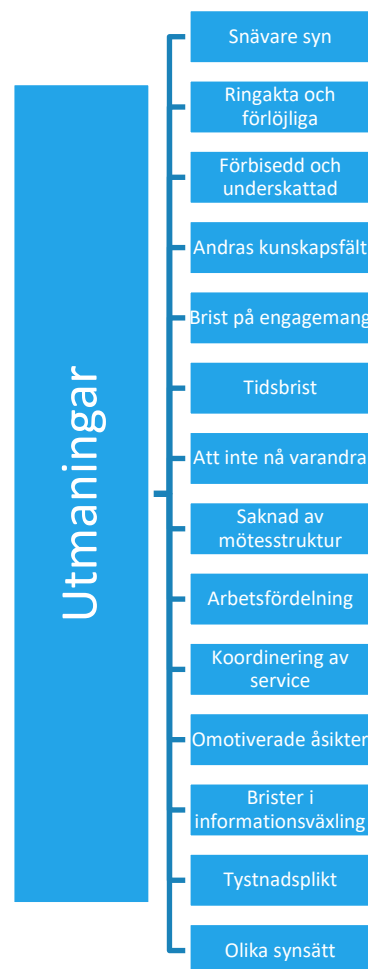 Utmaningar
Snävare syn
Ringakta och
förlöjliga
Förbisedd och
underskattad
Andras kunskapsfält
Brist på engagemang
Tidsbrist
Att inte nå varandra
Saknad av
mötesstruktur
Arbetsfördelning
Koordinering av
service
Omotiverade åsikter
Brister i
informationsväxling
Tystnadsplikt
Olika synsätt